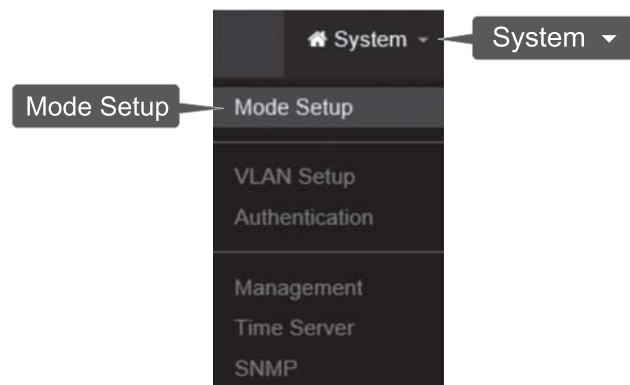 System
System
Mode Setup
Mode Setup
VLAN Setup
Authentication
Management
Time Server
SNMP